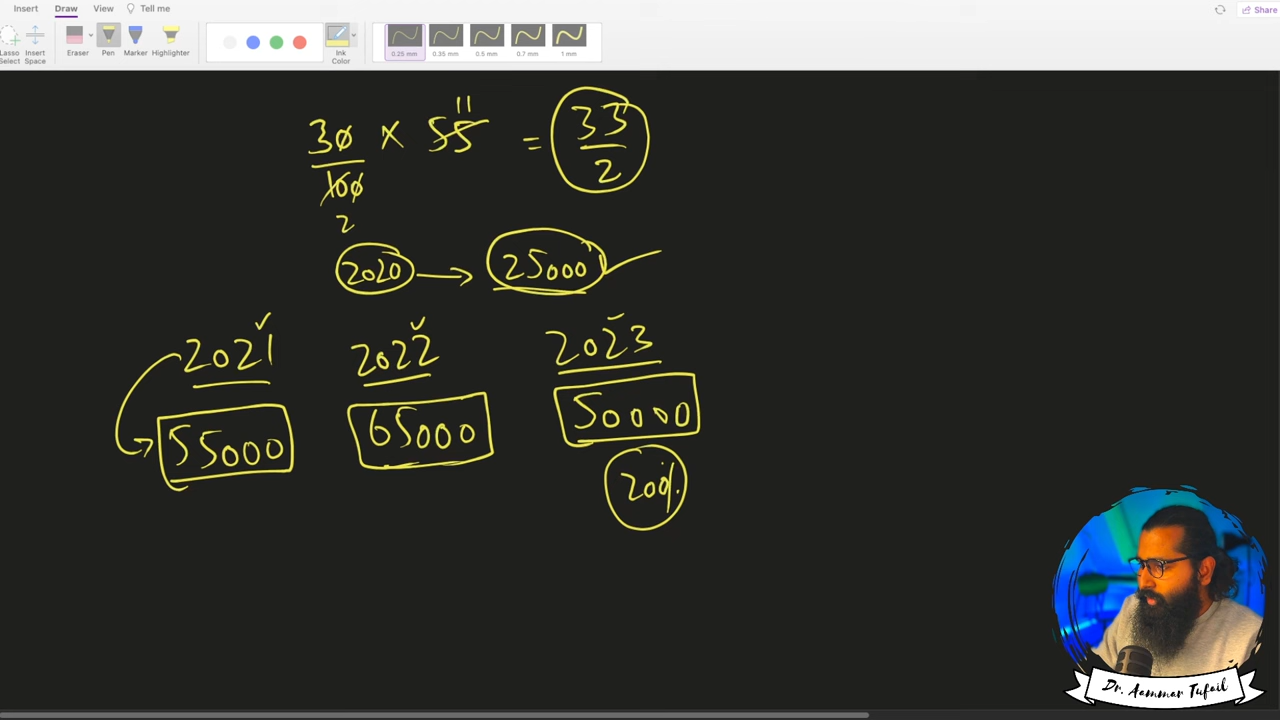 Insert Draw View Tell me
Share
Lasso Select
Insert Space
Eraser
Pen
Marker
Highlighter
Ink Color
0.25 mm 0.35 mm 0.5 mm 0.7 mm 1 mm
11
30 × 55 = 33
100 2
2
2020 → 25000
2021 2022 2023
55000 65000 50000
200%
Dr. Aammar Tufail